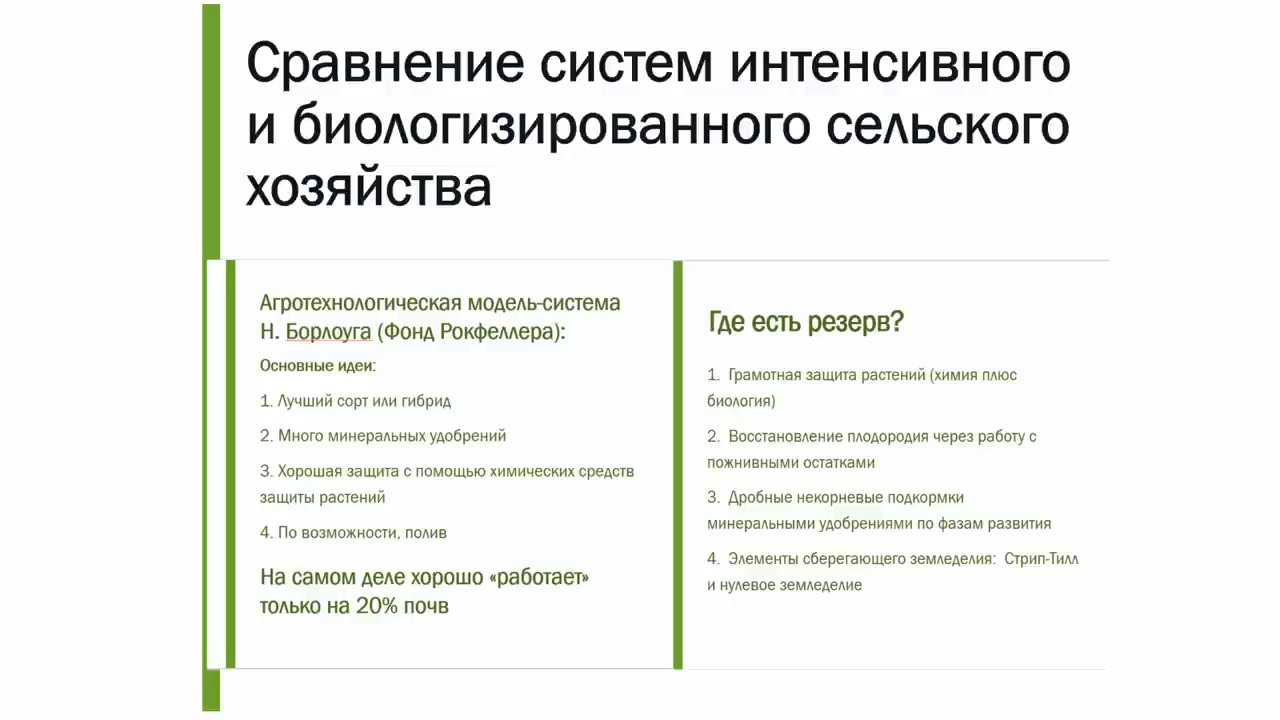 Сравнение систем интенсивного
и биологизированного сельского
хозяйства
Агротехнологическая модель-система
Н. Борлоуга (Фонд Рокфеллера):
Основные идеи:
1. Лучший сорт или гибрид
2. Много минеральных удобрений
3. Хорошая защита с помощью химических средств
защиты растений
4. По возможности, полив
На самом деле хорошо «работает»
только на 20% почв
Где есть резерв?
1. Грамотная защита растений (химия плюс
биология)
2. Восстановление плодородия через работу с
пожнивными остатками
3. Дробные некорневые подкормки
минеральными удобрениями по фазам развития
4. Элементы сберегающего земледелия: Стрип-Тилл
и нулевое земледелие